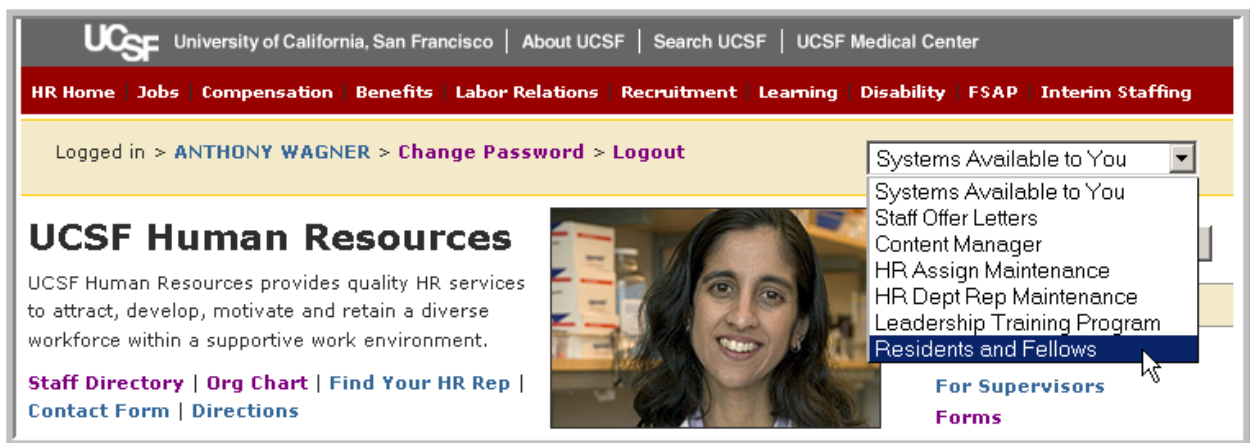 UCSF University of California, San Francisco | About UCSF | Search UCSF | UCSF Medical Center
HR Home | Jobs | Compensation | Benefits | Labor Relations | Recruitment | Learning | Disability | FSAP | Interim Staffing
Logged in > ANTHONY WAGNER > Change Password > Logout
Systems Available to You
Systems Available to You
Staff Offer Letters
Content Manager
HR Assign Maintenance
HR Dept Rep Maintenance
Leadership Training Program
Residents and Fellows
UCSF Human Resources
UCSF Human Resources provides quality HR services
to attract, develop, motivate and retain a diverse
workforce within a supportive work environment.
Staff Directory | Org Chart | Find Your HR Rep |
Contact Form | Directions
For Supervisors
Forms